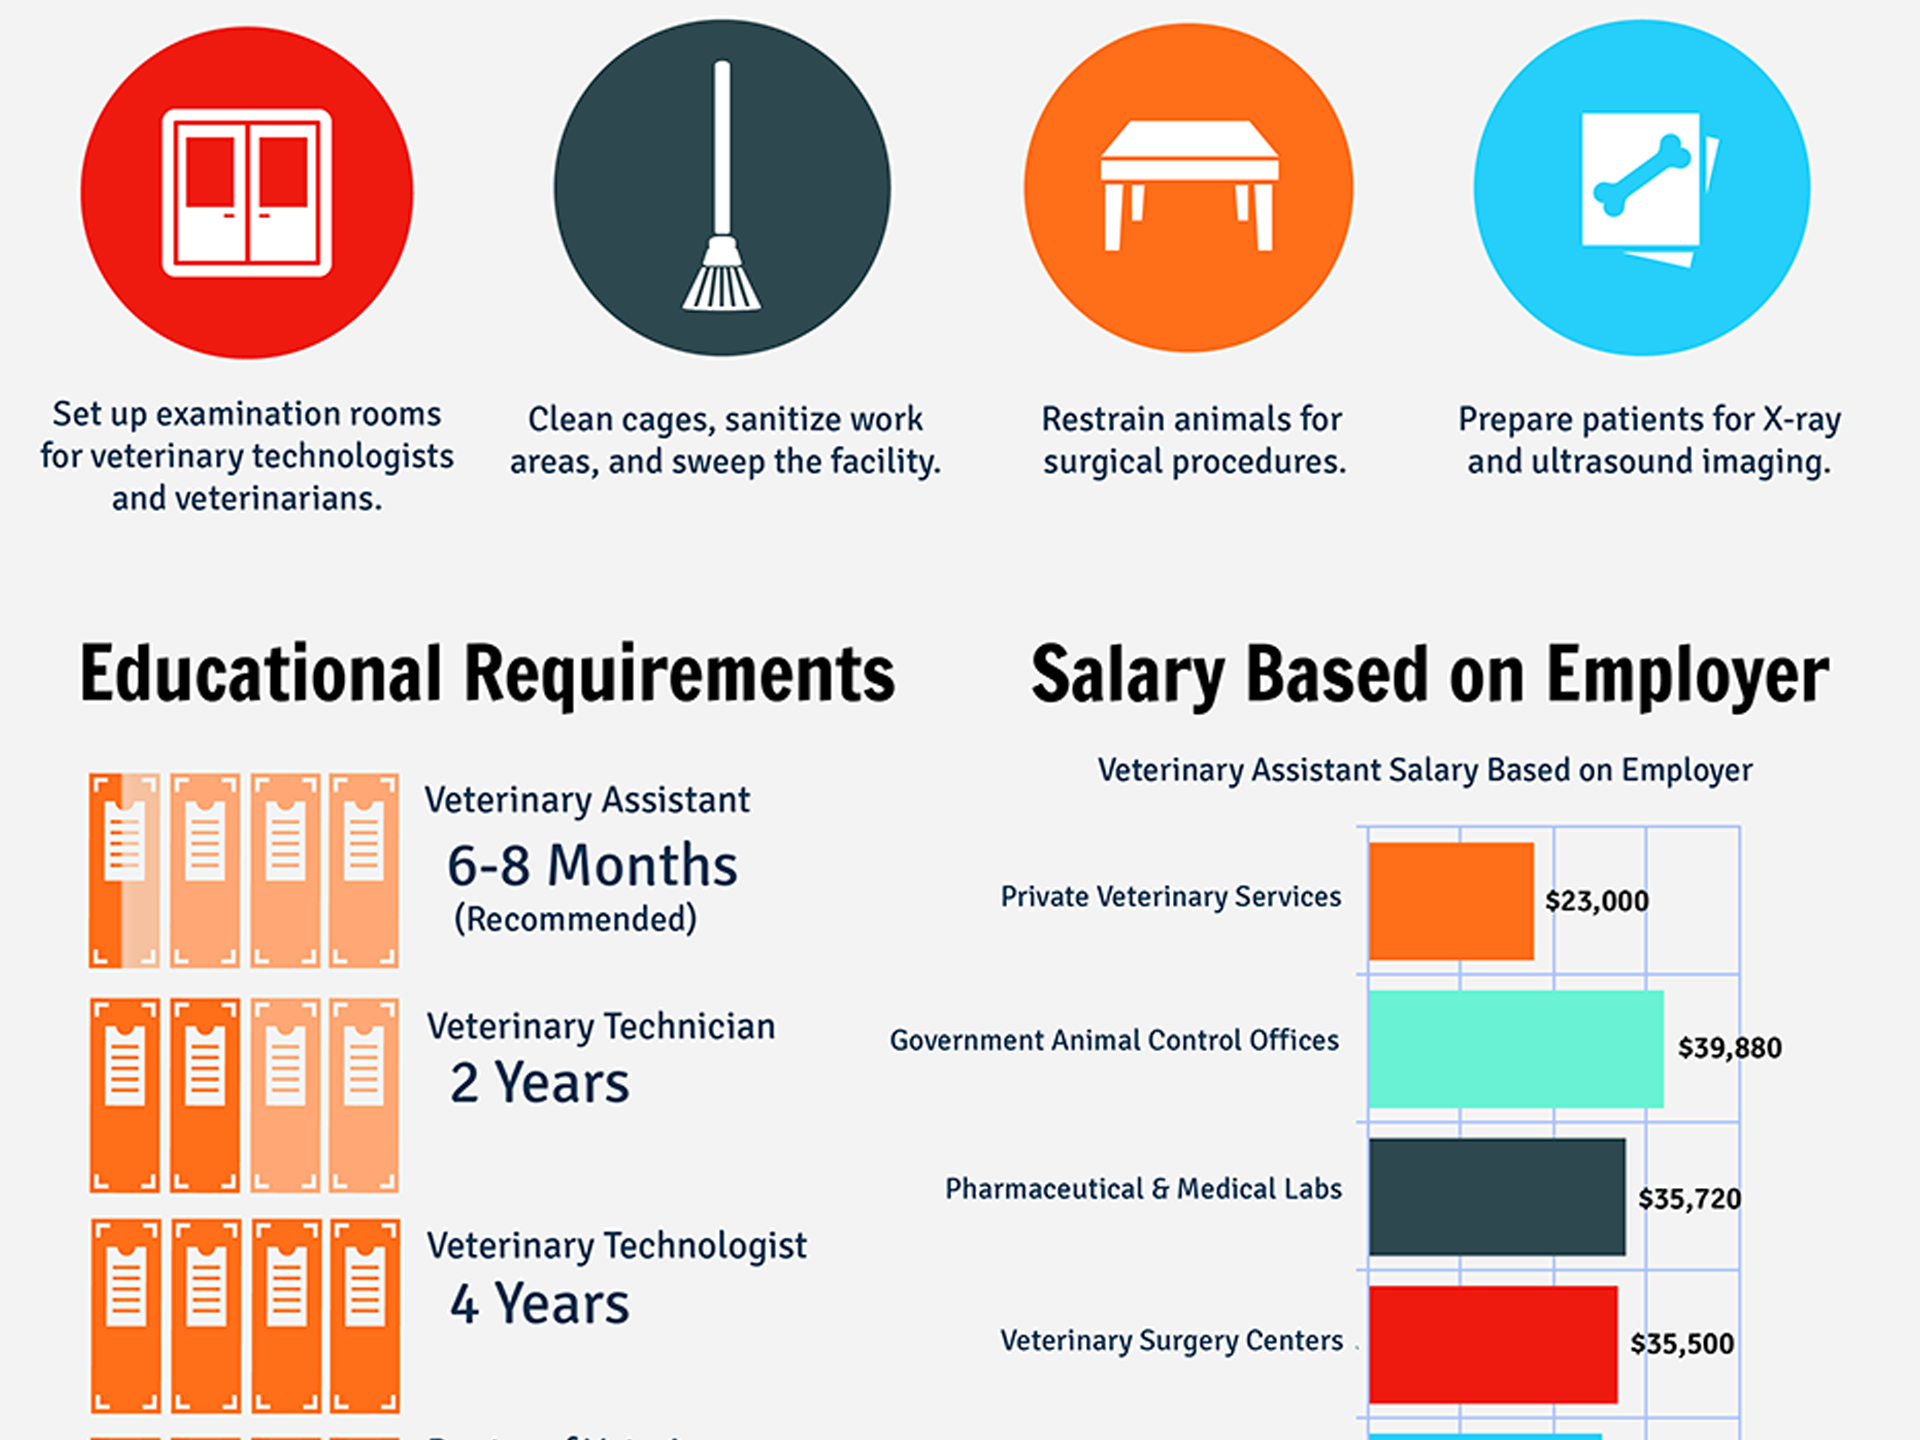 Set up examination rooms
for veterinary technologists
and veterinarians.
Clean cages, sanitize work
areas, and sweep the facility.
Restrain animals for
surgical procedures.
Prepare patients for X-ray
and ultrasound imaging.
Educational Requirements
Veterinary Assistant
6-8 Months
(Recommended)
Veterinary Technician
2 Years
Veterinary Technologist
4 Years
Salary Based on Employer
Veterinary Assistant Salary Based on Employer
Private Veterinary Services
$23,000
Government Animal Control Offices
$39,880
Pharmaceutical & Medical Labs
$35,720
Veterinary Surgery Centers
$35,500